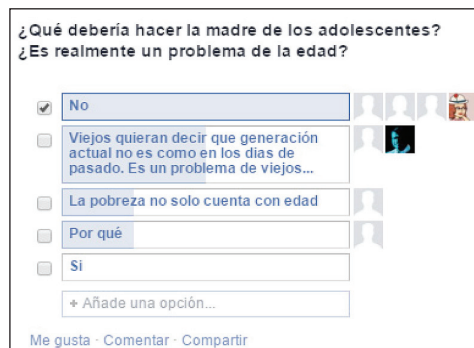 ¿Qué debería hacer la madre de los adolescentes?
¿Es realmente un problema de la edad?
No
Viejos quieran decir que generación
actual no es como en los dias de
pasado. Es un problema de viejos...
La pobreza no solo cuenta con edad
Por qué
Si
+ Añade una opción...
Me gusta · Comentar · Compartir